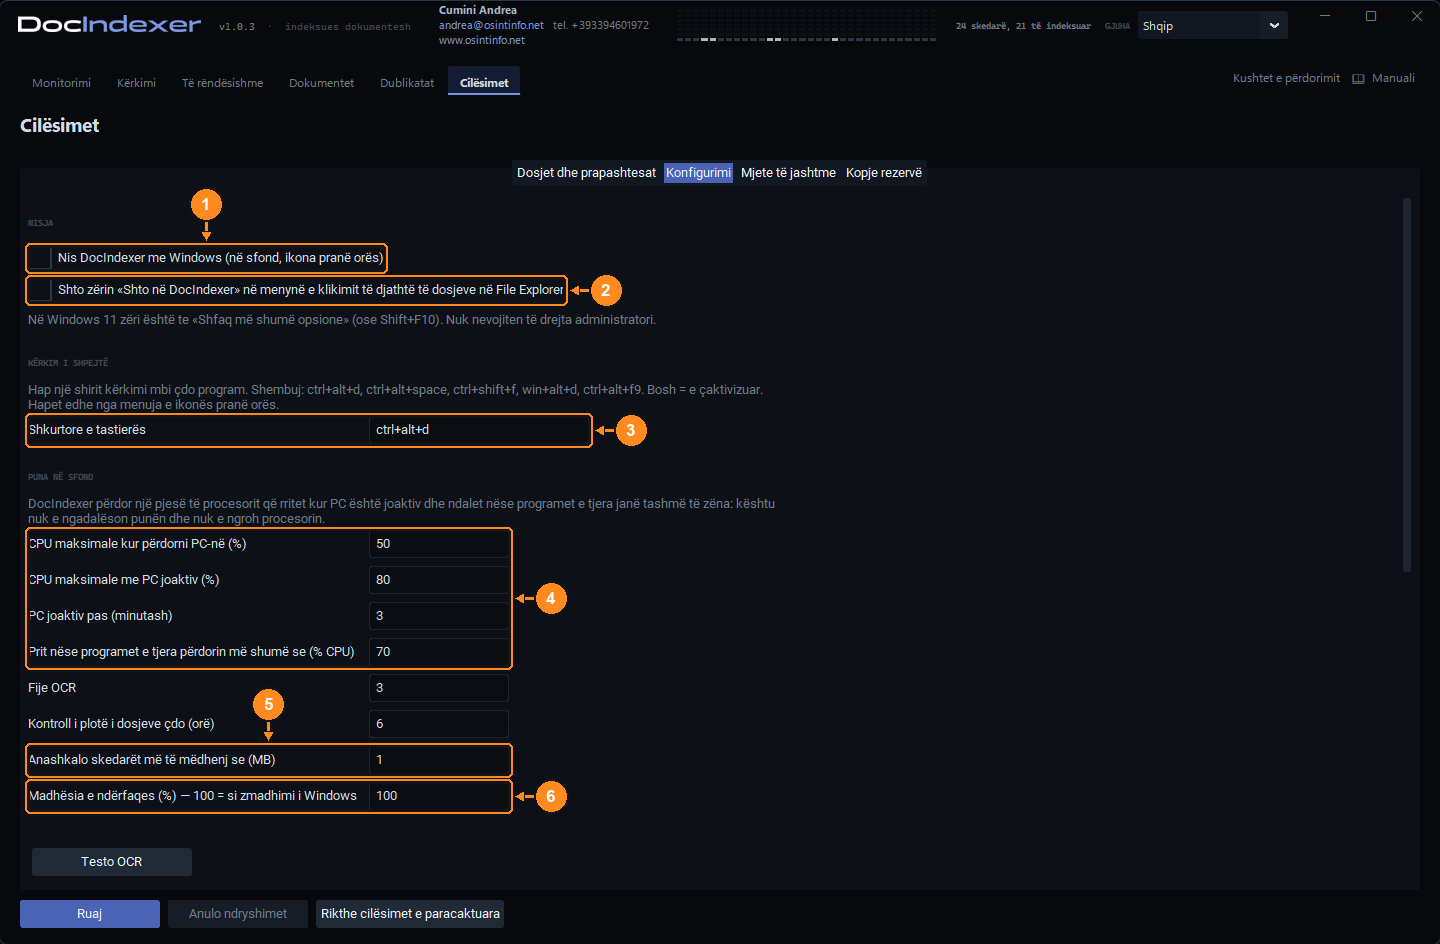 DocIndexer v1.0.3 · indeksues dokumentesh
Cumini Andrea
andrea@osintinfo.net tel. +393394601972
www.osintinfo.net
24 skedarë, 21 të indeksuar GJUHA Shqip
Monitorimi Kërkimi Të rëndësishme Dokumentet Dublikatat Cilësimet
Kushtet e përdorimit Manuali
Cilësimet
Dosjet dhe prapashtesat Konfigurimi Mjete të jashtme Kopje rezervë
1
NISJA
Nis DocIndexer me Windows (në sfond, ikona pranë orës)
Shto zërin «Shto në DocIndexer» në menynë e klikimit të djathtë të dosjeve në File Explorer
2
Në Windows 11 zëri është te «Shfaq më shumë opsione» (ose Shift+F10). Nuk nevojiten të drejta administratori.
KËRKIM I SHPEJTË
Hap një shirit kërkimi mbi çdo program. Shembuj: ctrl+alt+d, ctrl+alt+space, ctrl+shift+f, win+alt+d, ctrl+alt+f9. Bosh = e çaktivizuar.
Hapet edhe nga menuja e ikonës pranë orës.
Shkurtore e tastierës ctrl+alt+d
3
PUNA NË SFOND
DocIndexer përdor një pjesë të procesorit që rritet kur PC është joaktiv dhe ndalet nëse programet e tjera janë tashmë të zëna: kështu
nuk e ngadalëson punën dhe nuk e ngroh procesorin.
CPU maksimale kur përdorni PC-në (%) 50
CPU maksimale me PC joaktiv (%) 80
4
PC joaktiv pas (minutash) 3
Prit nëse programet e tjera përdorin më shumë se (% CPU) 70
Fije OCR 3
5
Kontroll i plotë i dosjeve çdo (orë) 6
Anashkalo skedarët më të mëdhenj se (MB) 1
Madhësia e ndërfaqes (%) — 100 = si zmadhimi i Windows 100
6
Testo OCR
Ruaj Anulo ndryshimet Rikthe cilësimet e paracaktuara